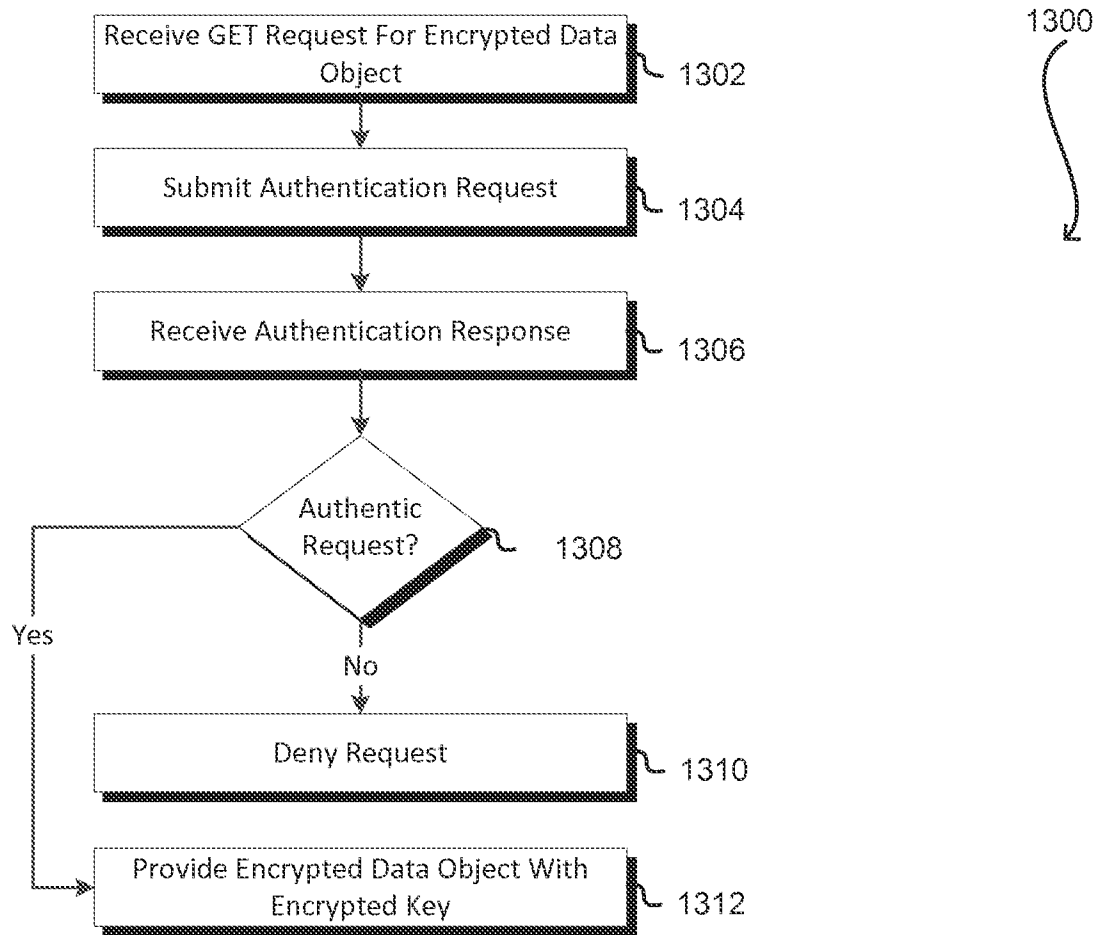 1300
Receive GET Request For Encrypted Data
Object
1302
Submit Authentication Request
1304
Receive Authentication Response
1306
Authentic
Request?
1308
Yes
No
Deny Request
1310
Provide Encrypted Data Object With
Encrypted Key
1312